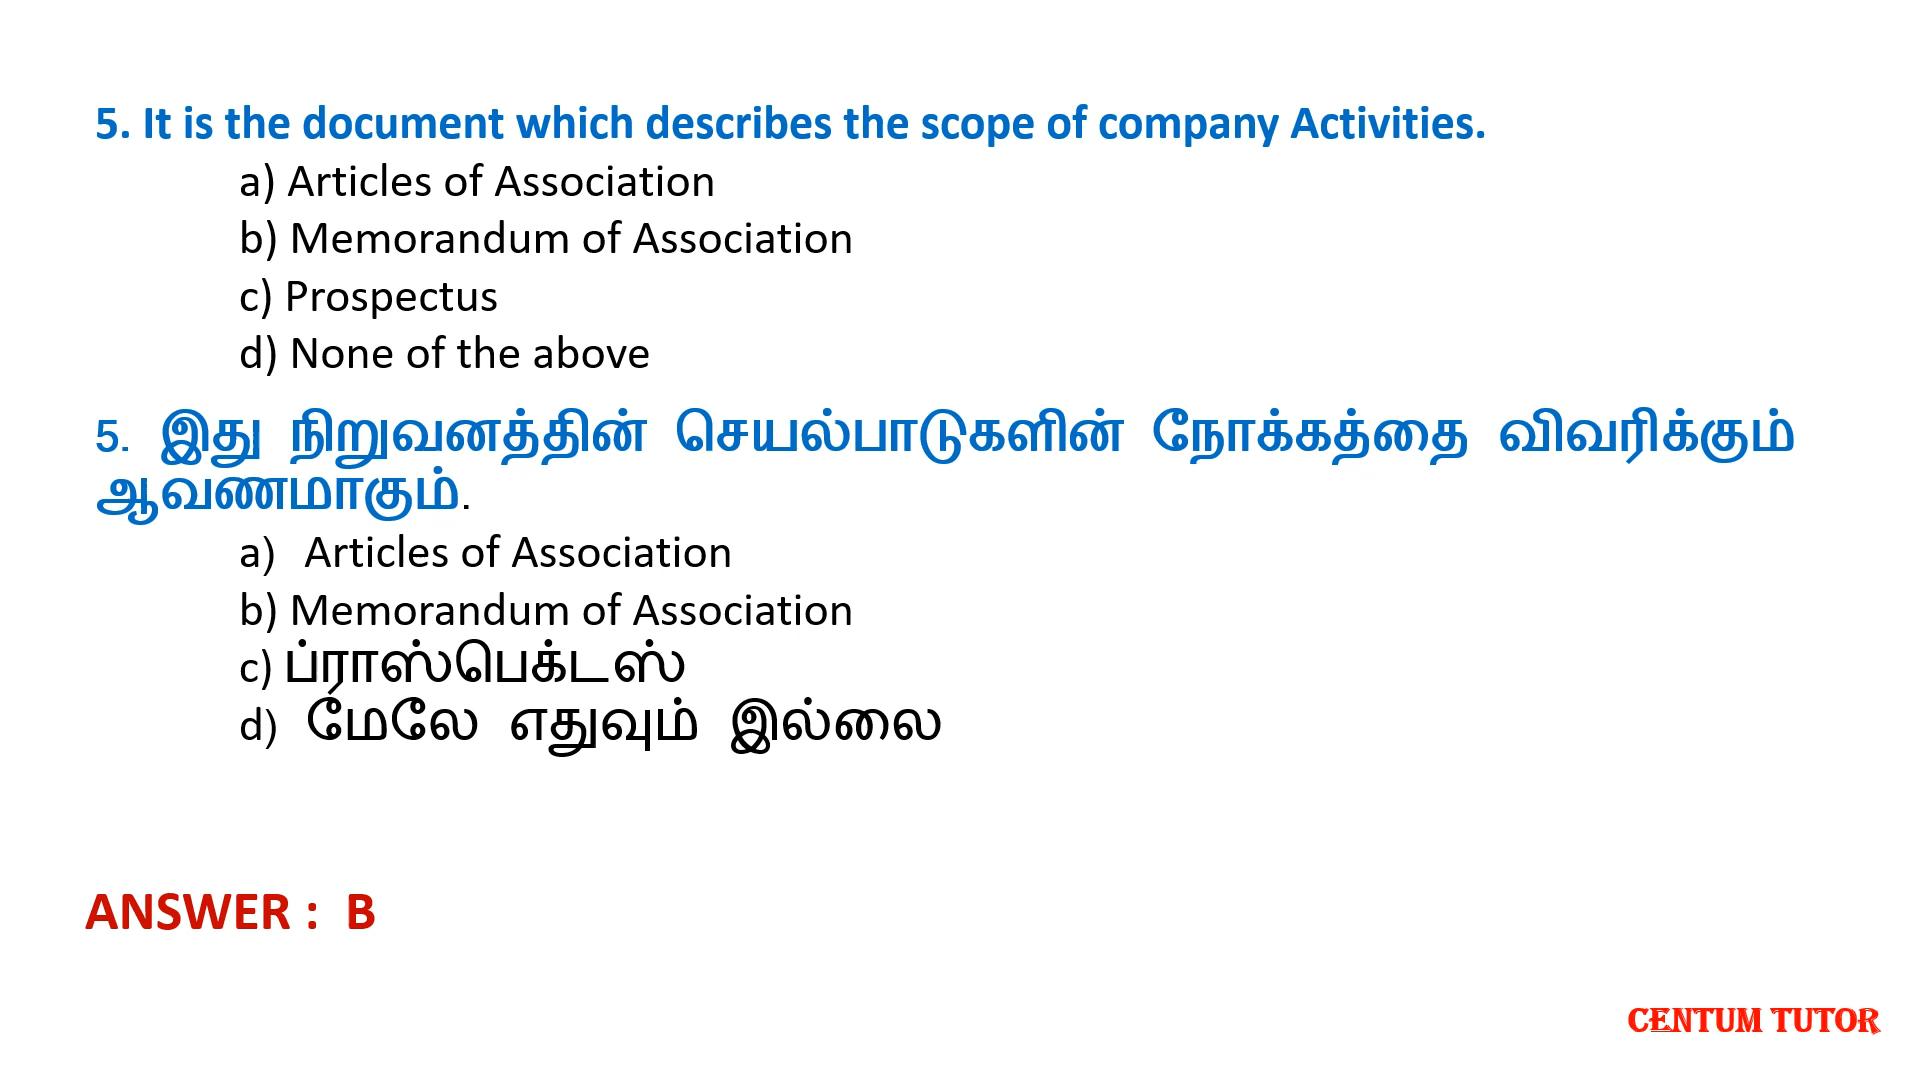 5. It is the document which describes the scope of company Activities.
a) Articles of Association
b) Memorandum of Association
c) Prospectus
d) None of the above
5. இது நிறுவனத்தின் செயல்பாடுகளின் நோக்கத்தை விவரிக்கும்
ஆவணமாகும்.
a) Articles of Association
b) Memorandum of Association
c) ப்ராஸ்பெக்டஸ்
d) மேலே எதுவும் இல்லை
ANSWER : B
CENTUM TUTOR